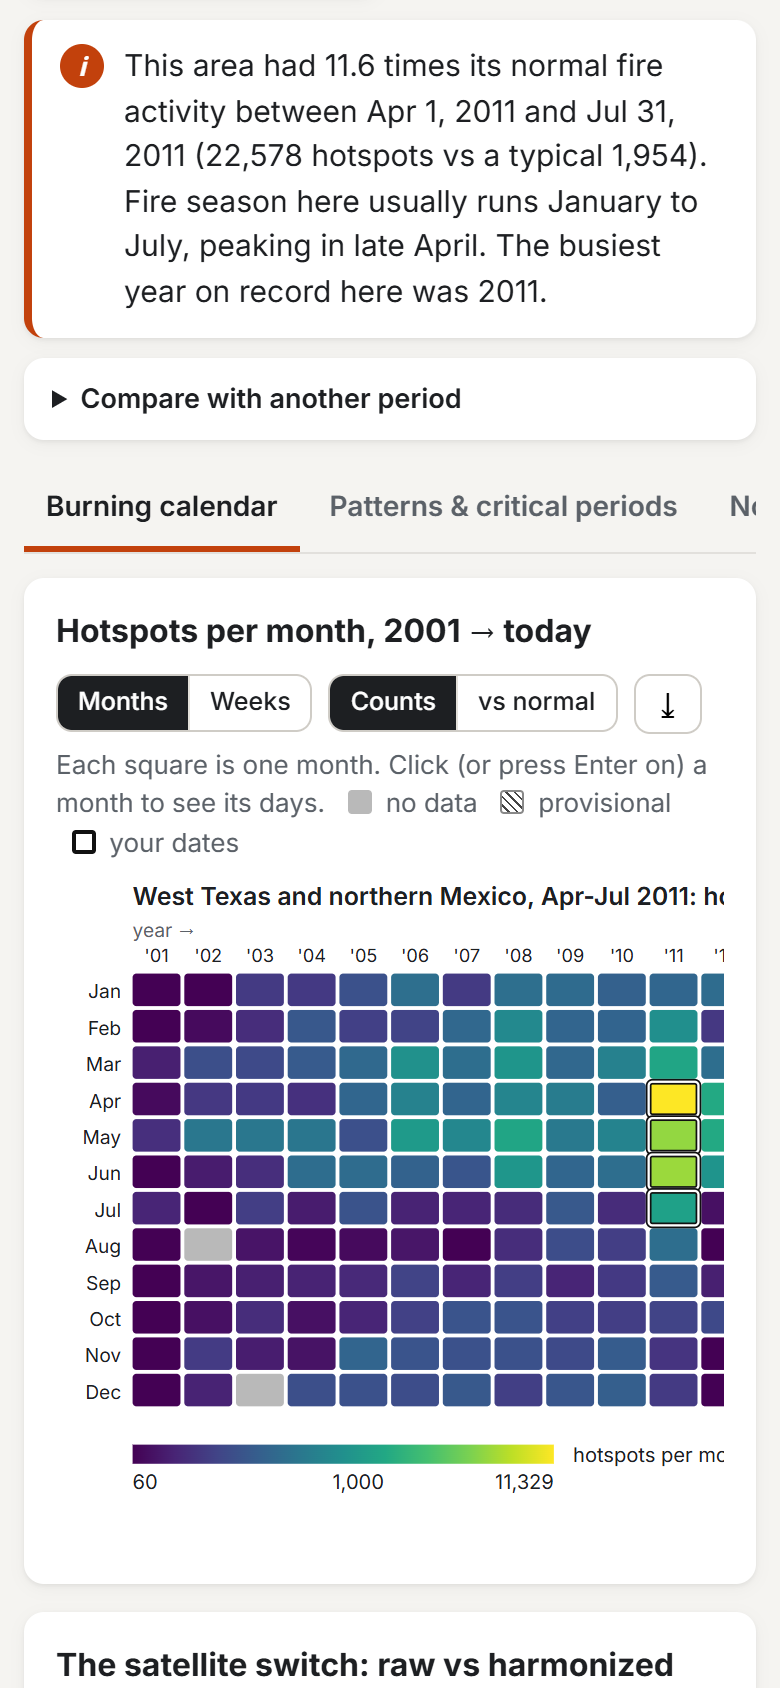 i
This area had 11.6 times its normal fire
activity between Apr 1, 2011 and Jul 31,
2011 (22,578 hotspots vs a typical 1,954).
Fire season here usually runs January to
July, peaking in late April. The busiest
year on record here was 2011.
▶ Compare with another period
Burning calendar Patterns & critical periods
Hotspots per month, 2001 → today
Months Weeks Counts vs normal ↓
Each square is one month. Click (or press Enter on) a
month to see its days. no data provisional
your dates
West Texas and northern Mexico, Apr-Jul 2011:
year →
'01 '02 '03 '04 '05 '06 '07 '08 '09 '10 '11
Jan
Feb
Mar
Apr
May
Jun
Jul
Aug
Sep
Oct
Nov
Dec
hotspots per
60 1,000 11,329
The satellite switch: raw vs harmonized